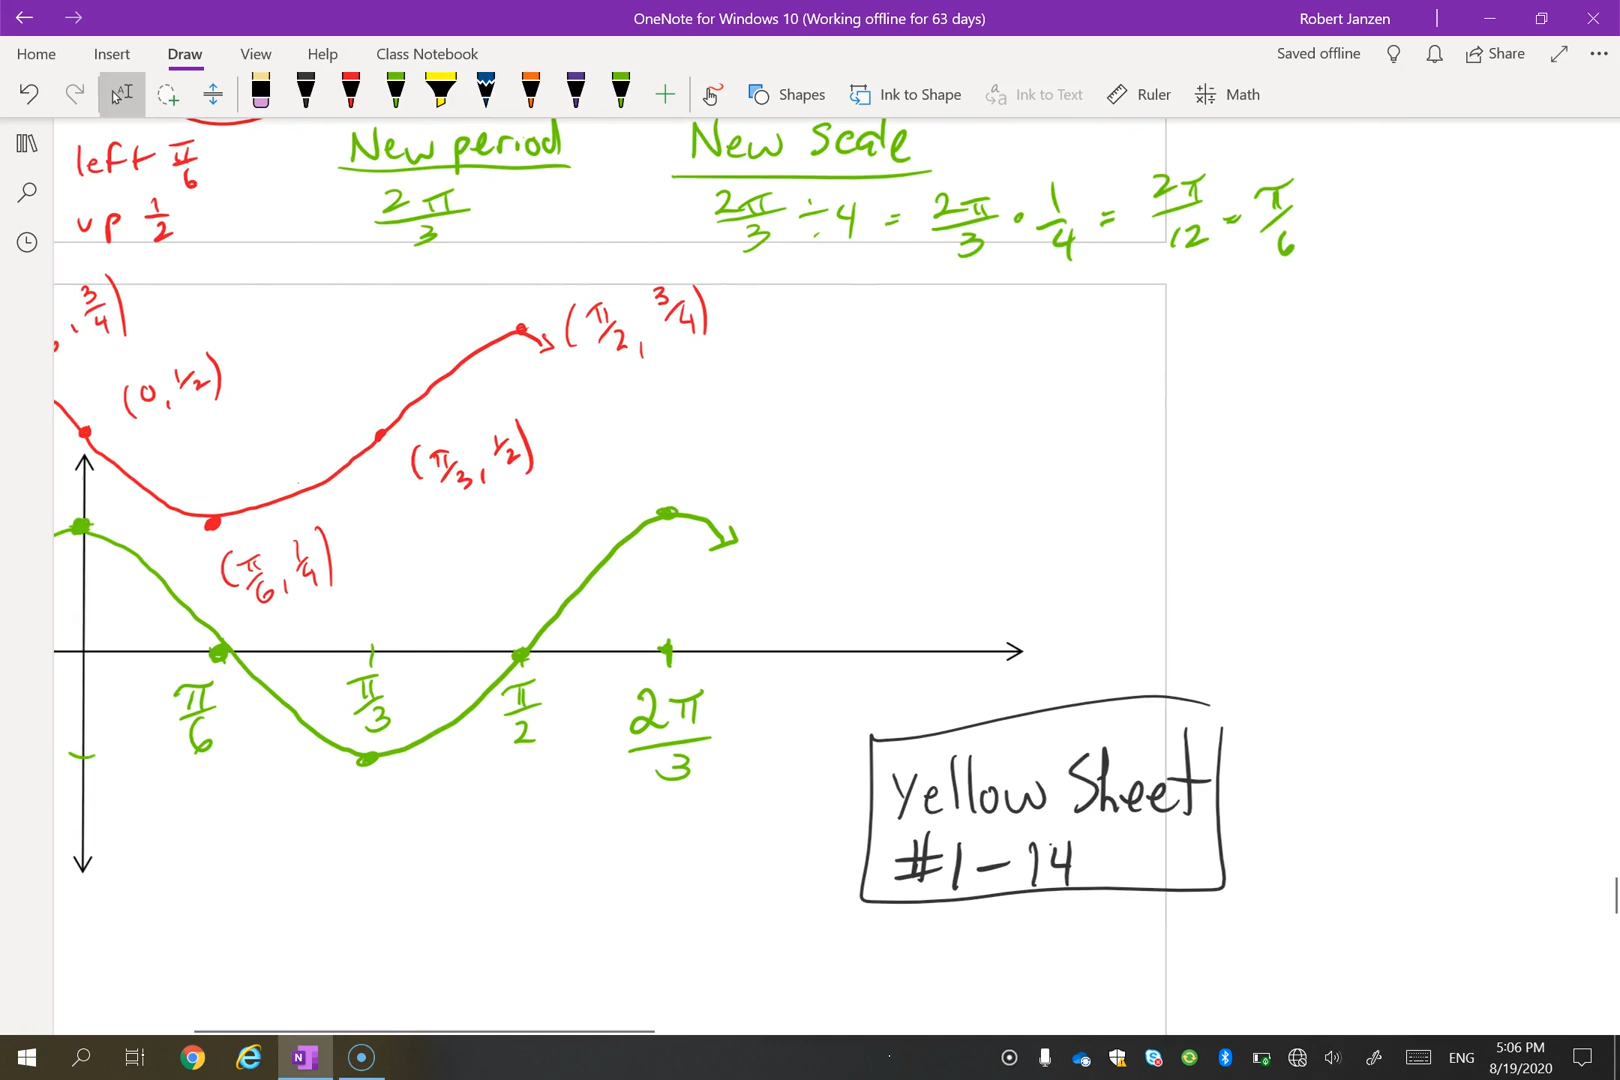 OneNote for Windows 10 (Working offline for 63 days)
Robert Janzen
Home Insert Draw View Help Class Notebook
Saved offline
Share
Shapes
Ink to Shape
Ink to Text
Ruler
Math
left π/6
up 1/2
New period
2π/3
New Scale
2π/3 ÷ 4 = 2π/3 • 1/4 = 2π/12 = π/6
, 3/4)
(0, 1/2)
(π/2, 3/4)
(π/3, 1/2)
(π/6, 1/4)
π/6 π/3 π/2 2π/3
Yellow Sheet
#1 – 14
ENG
5:06 PM
8/19/2020